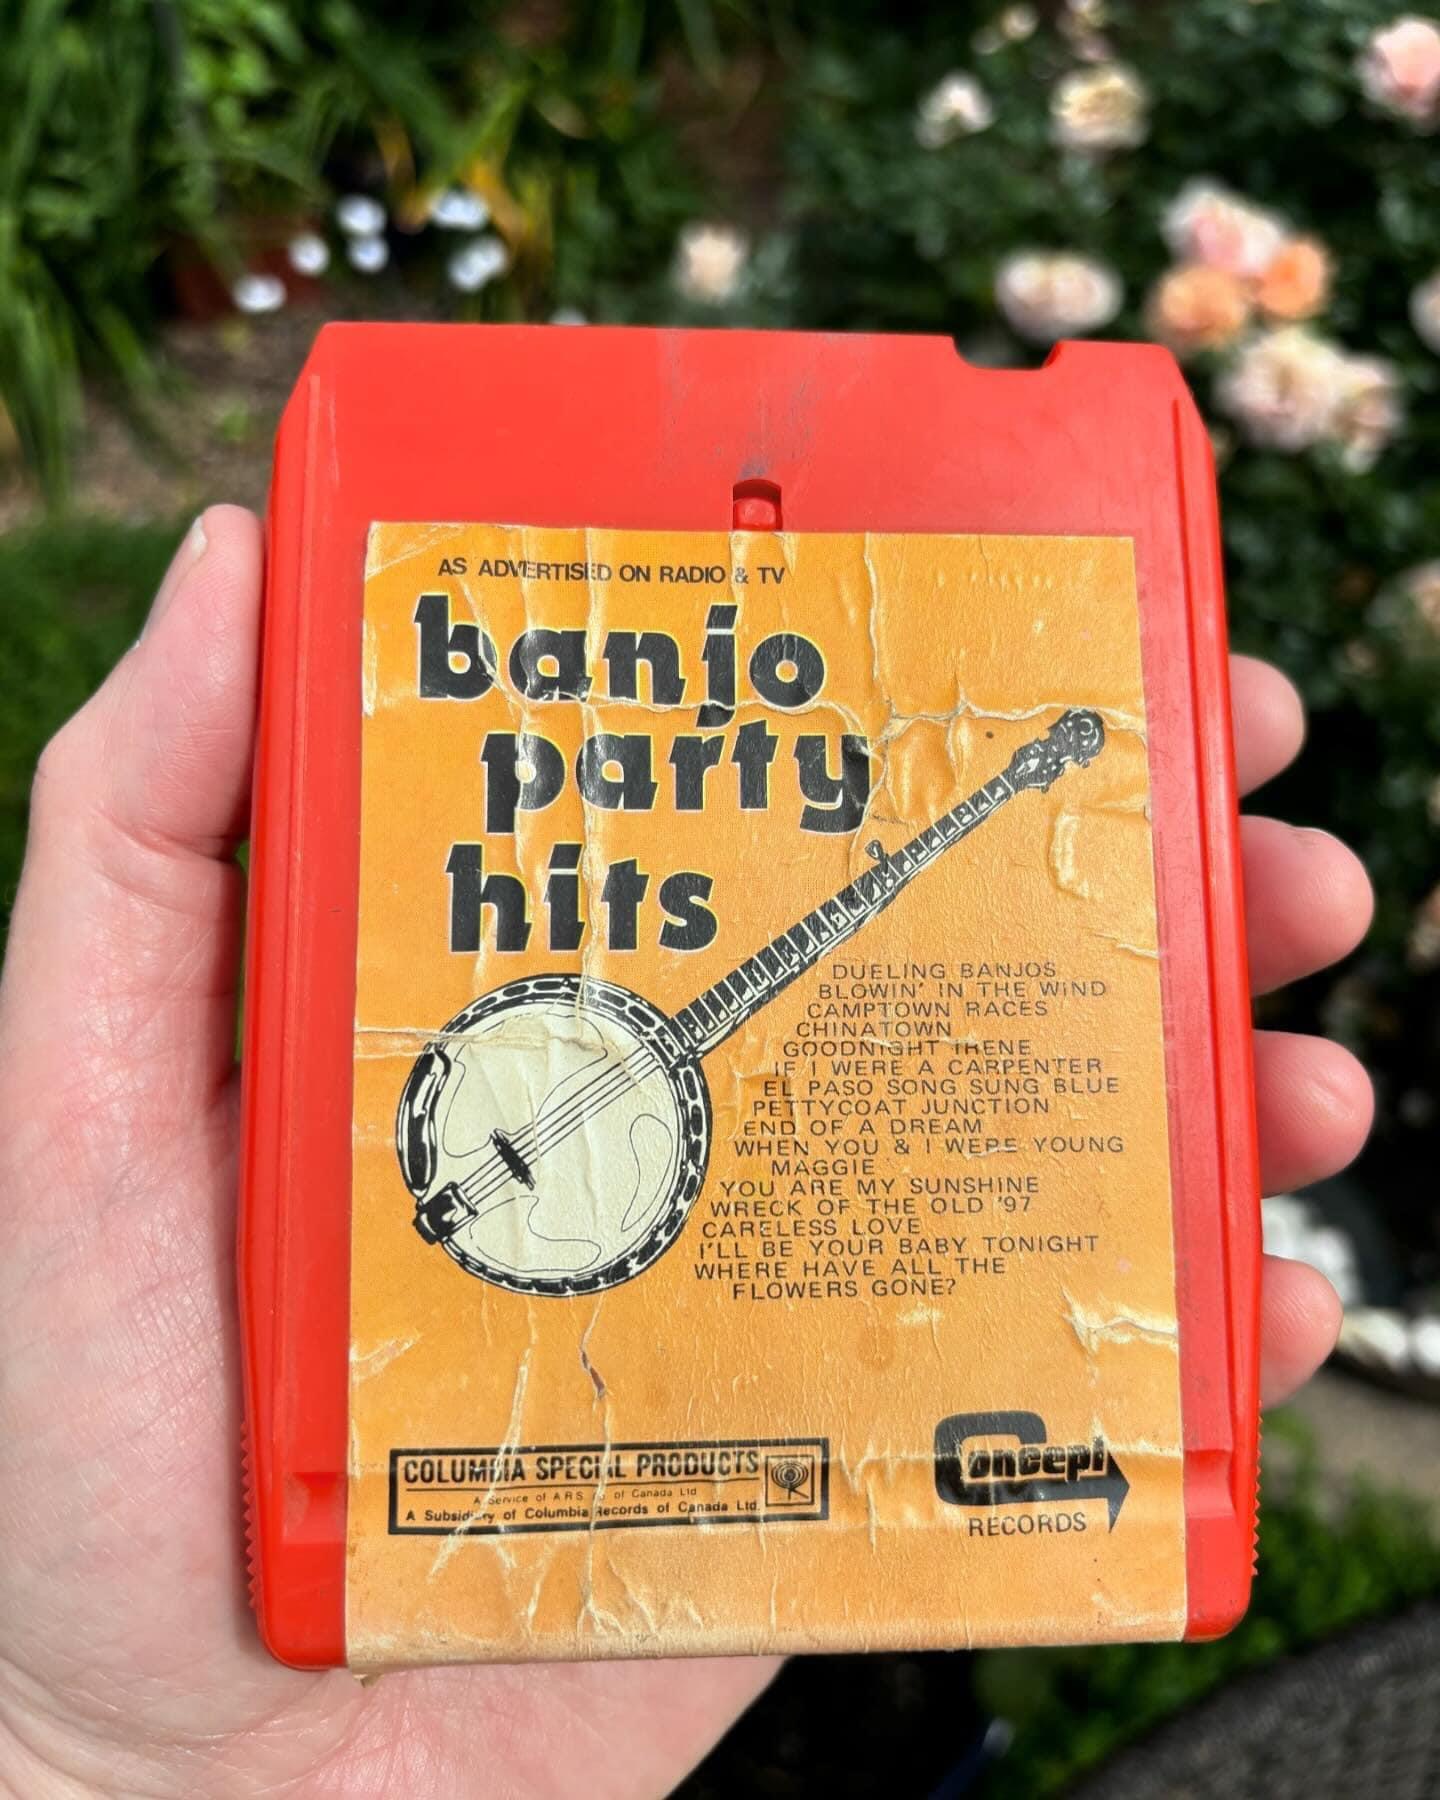 AS ADVERTISED ON RADIO & TV
banjo
party
hits
DUELING BANJOS
BLOWIN' IN THE WIND
CAMPTOWN RACES
CHINATOWN
GOODNIGHT IRENE
IF I WERE A CARPENTER
EL PASO SONG SUNG BLUE
PETTYCOAT JUNCTION
END OF A DREAM
WHEN YOU & I WERE YOUNG
MAGGIE
YOU ARE MY SUNSHINE
WRECK OF THE OLD '97
CARELESS LOVE
I'LL BE YOUR BABY TONIGHT
WHERE HAVE ALL THE
FLOWERS GONE?
COLUMBIA SPECIAL PRODUCTS
A Service of A.R.S. of Canada Ltd
A Subsidiary of Columbia Records of Canada Ltd.
Concept
RECORDS